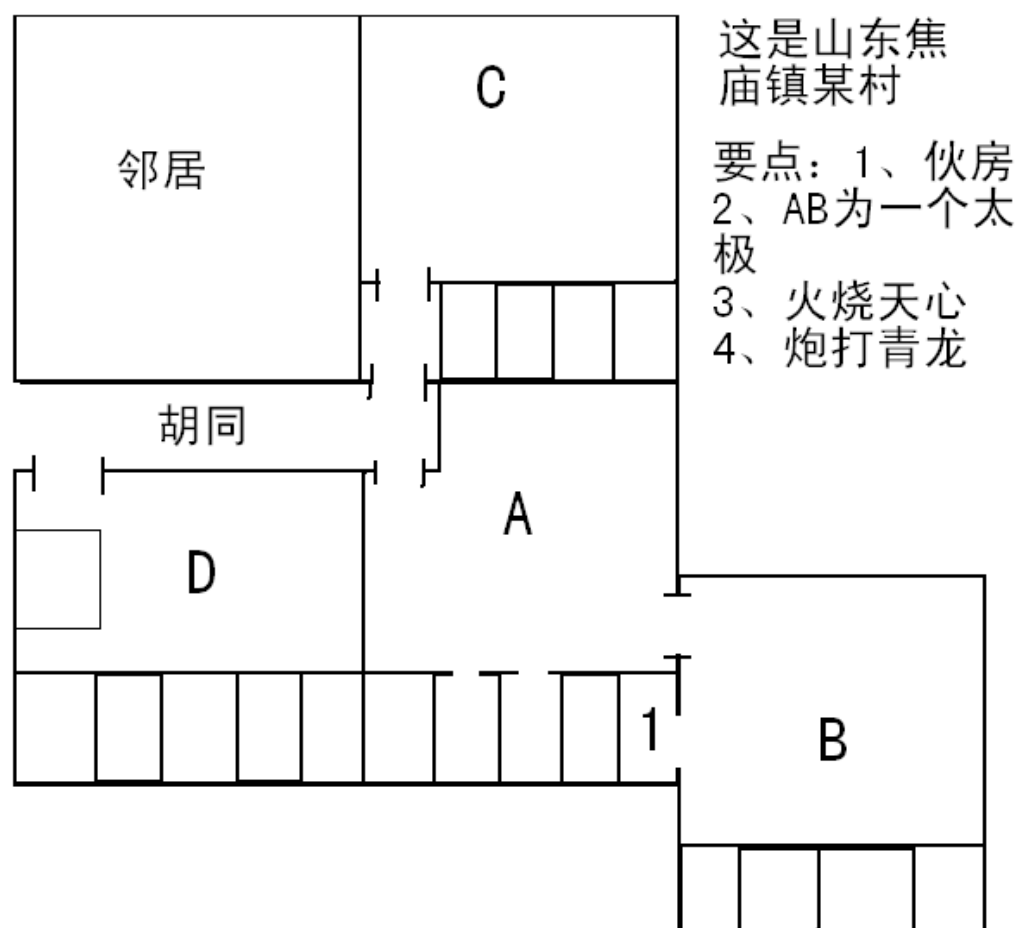 这是山东焦
庙镇某村
要点：1、伙房
2、AB为一个太
极
3、火烧天心
4、炮打青龙
C
邻居
胡同
A
D
1
B